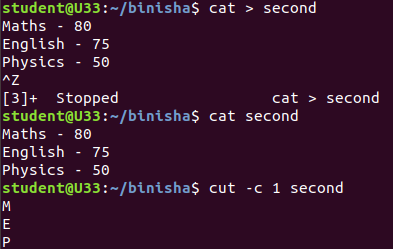 student@U33:~/binisha$ cat > second
Maths - 80
English - 75
Physics - 50
^Z
[3]+  Stopped                 cat > second
student@U33:~/binisha$ cat second
Maths - 80
English - 75
Physics - 50
student@U33:~/binisha$ cut -c 1 second
M
E
P